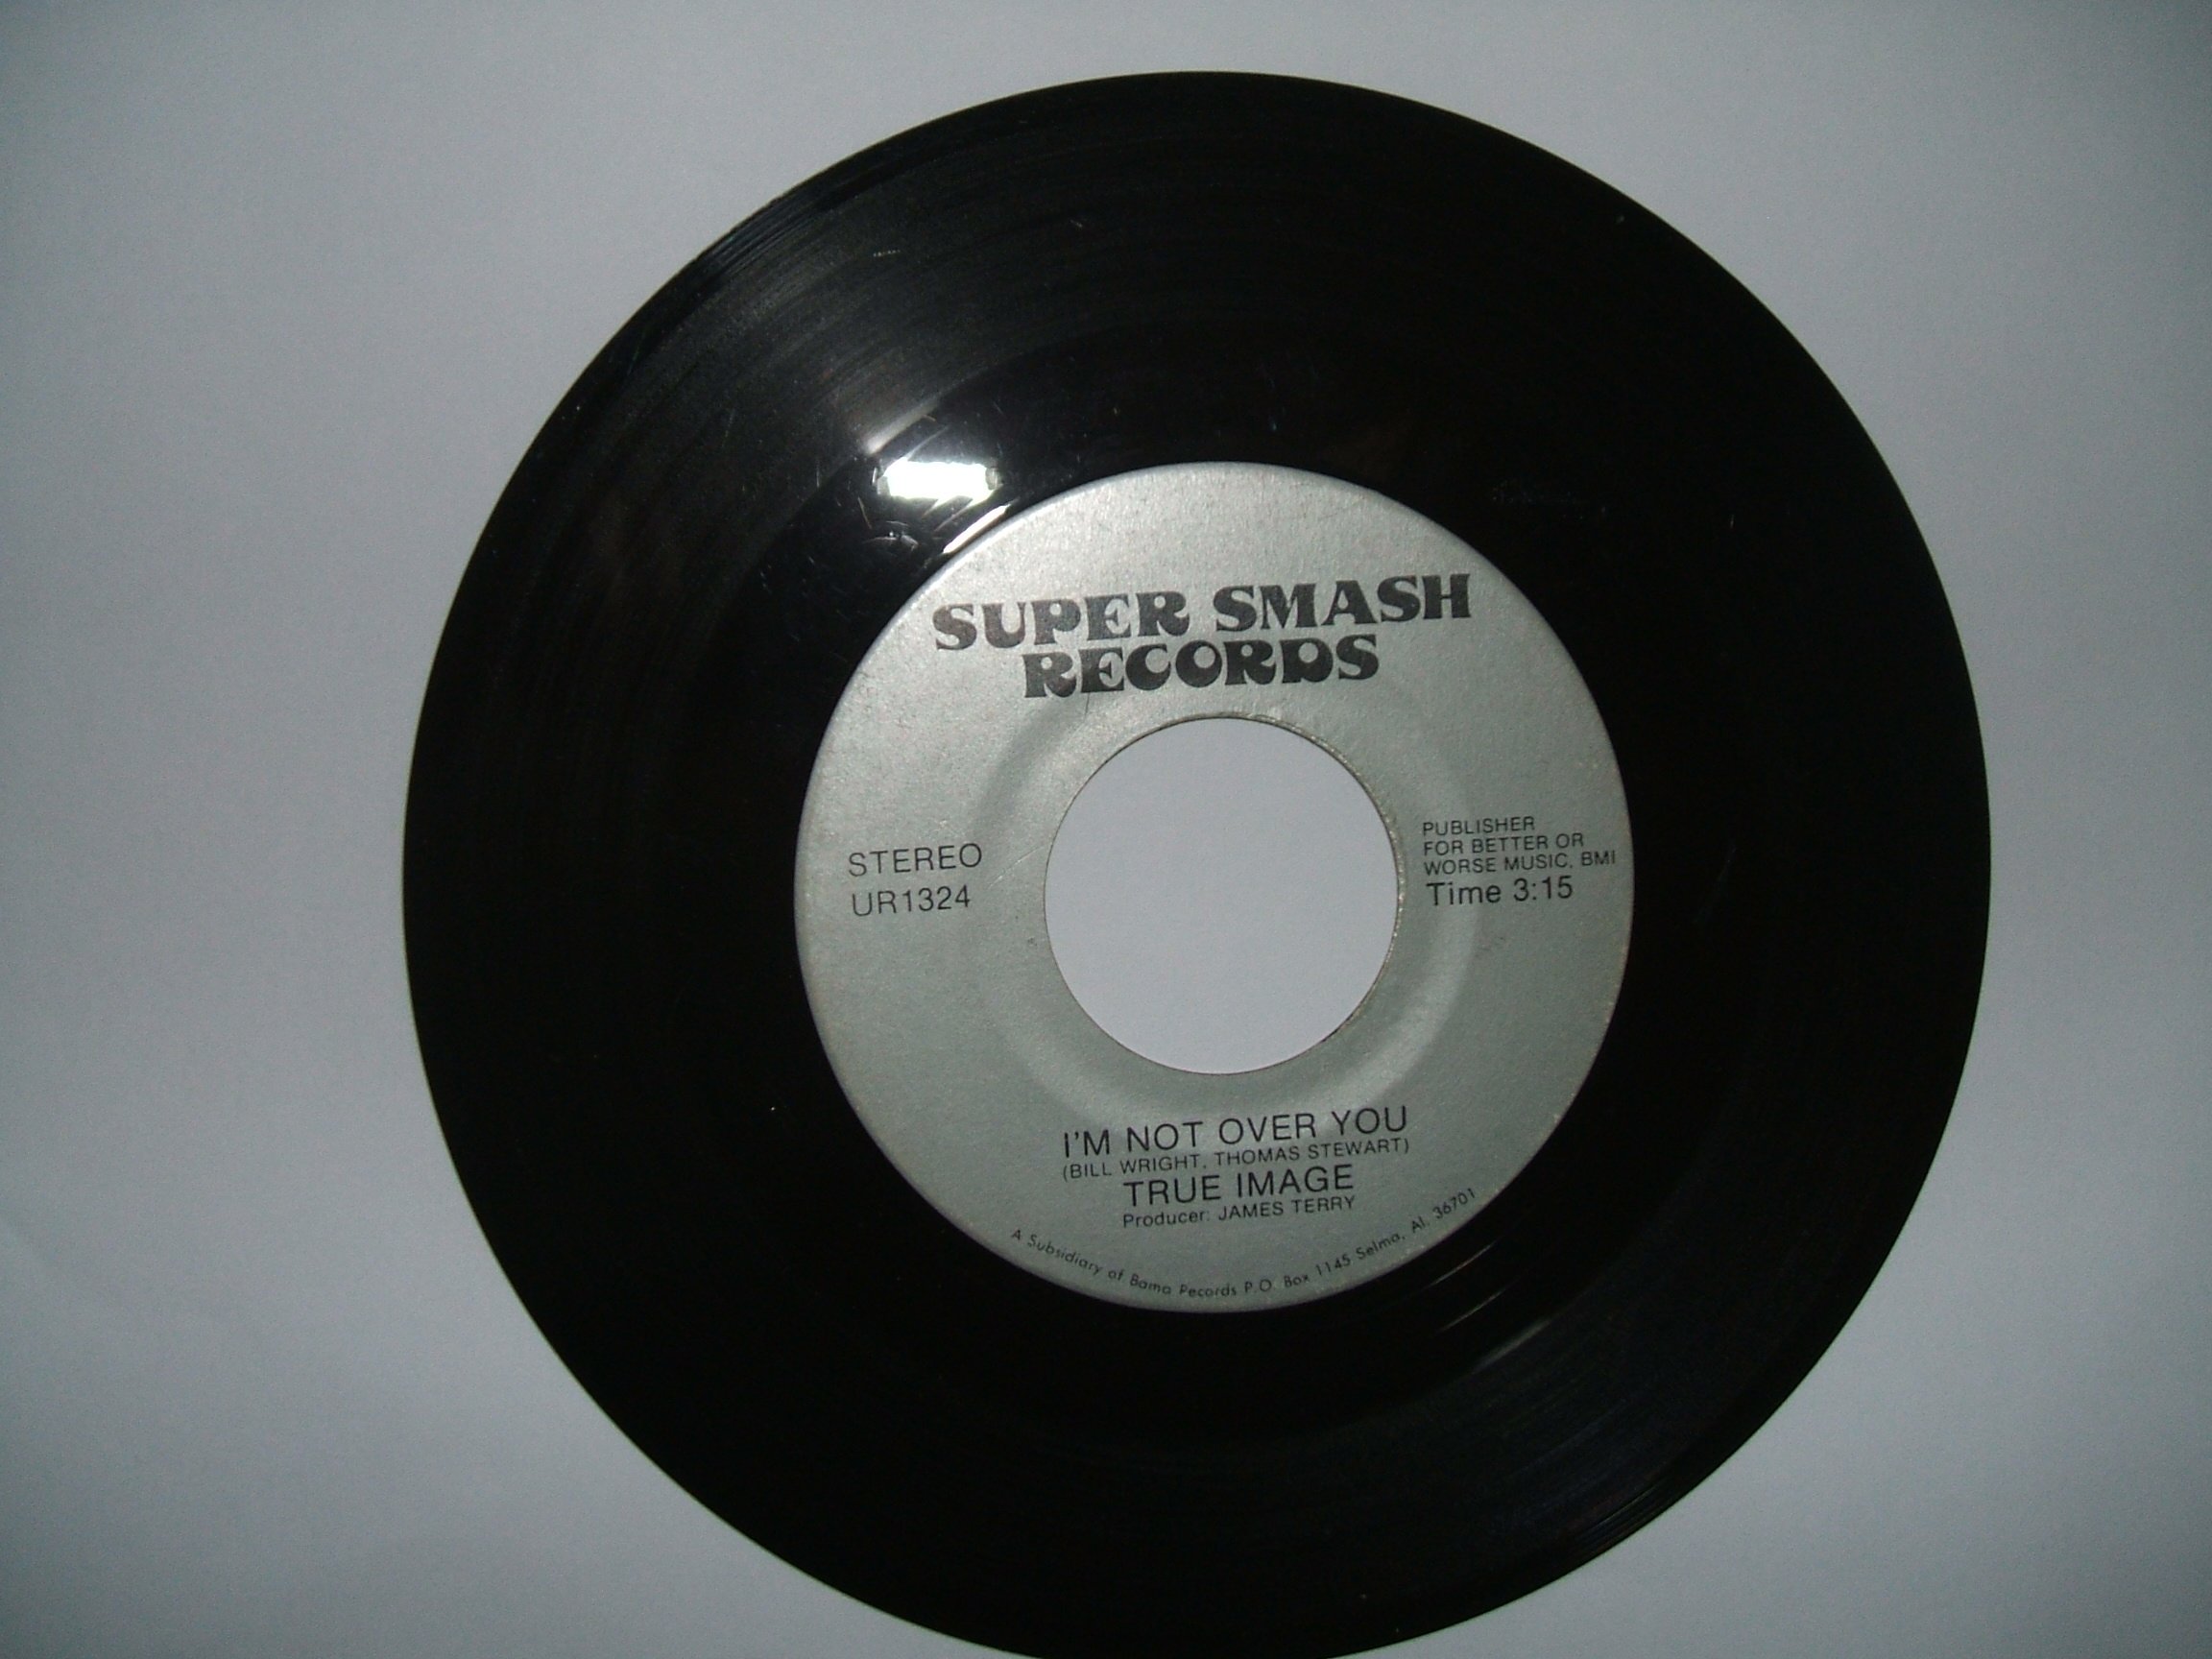 SUPER SMASH
RECORDS
STEREO
UR1324
PUBLISHER
FOR BETTER OR
WORSE MUSIC, BMI
Time 3:15
I'M NOT OVER YOU
(BILL WRIGHT, THOMAS STEWART)
TRUE IMAGE
Producer: JAMES TERRY
A Subsidiary of Bama Records P.O. Box 1145 Selma, Al. 36701